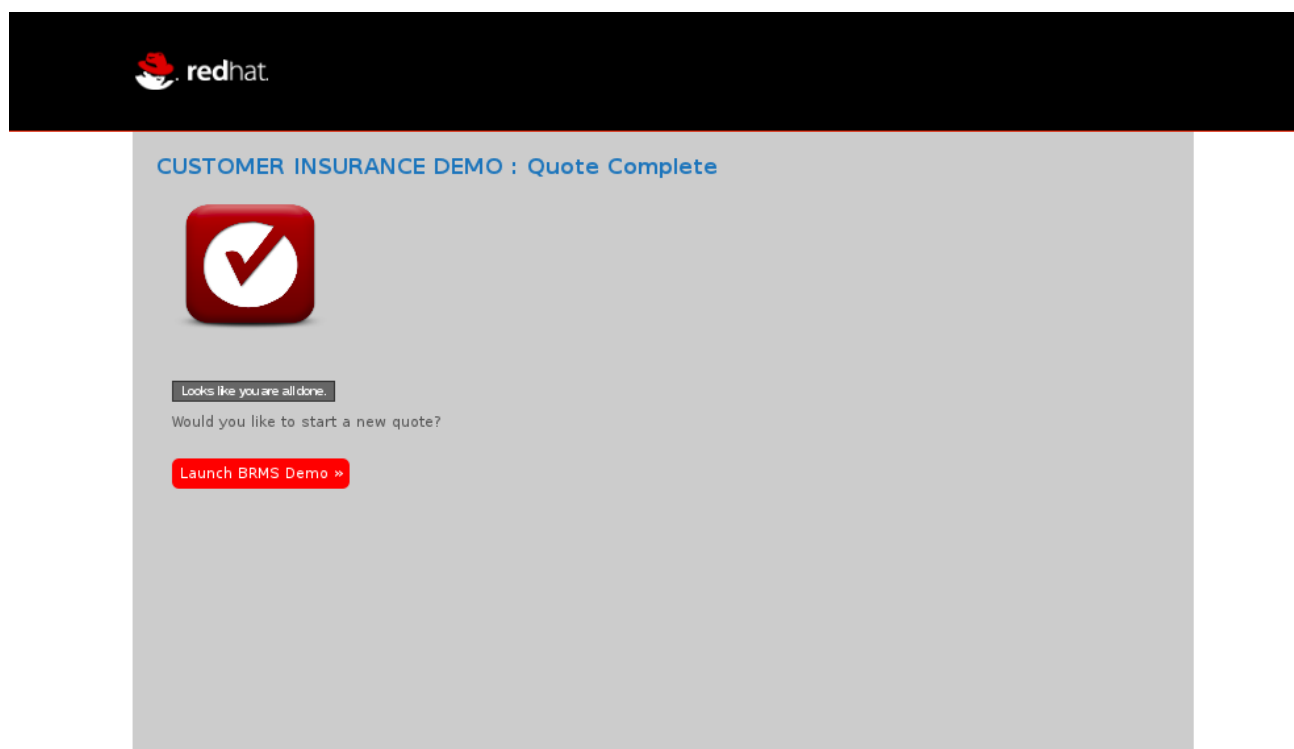 redhat.
CUSTOMER INSURANCE DEMO : Quote Complete
Looks like you are all done.
Would you like to start a new quote?
Launch BRMS Demo »